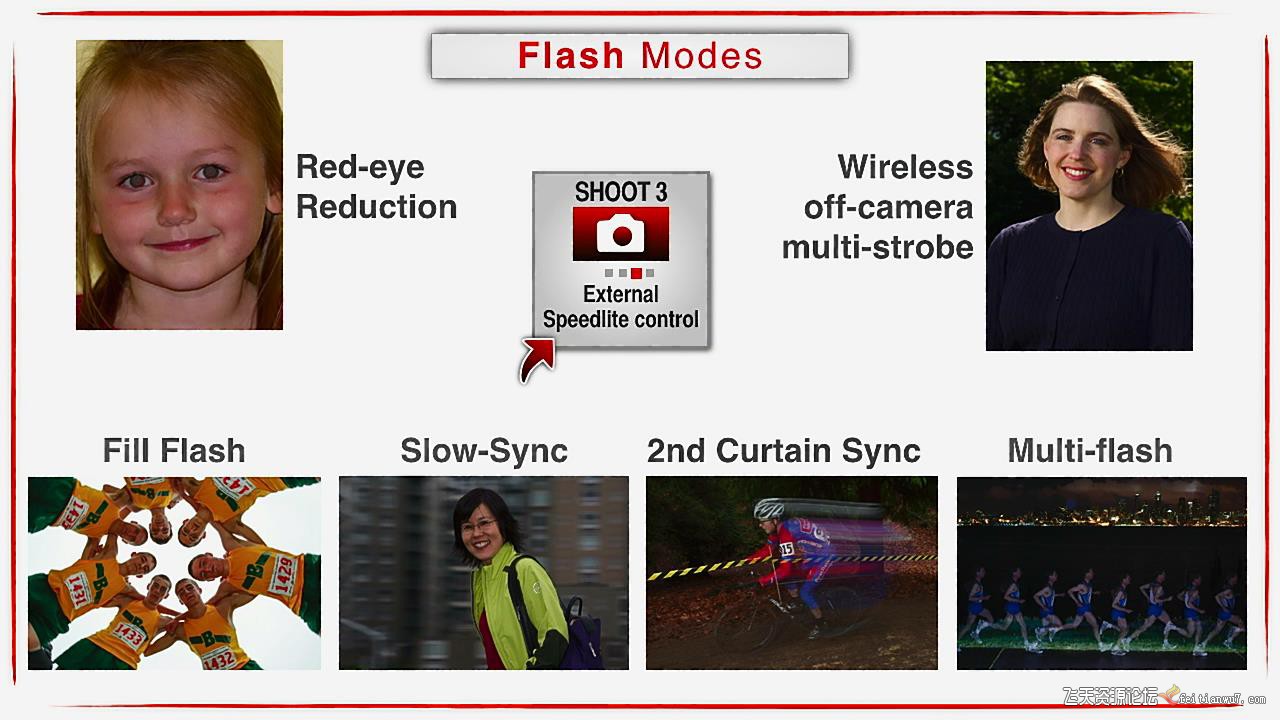 Flash Modes
Red-eye
Reduction
SHOOT 3
External
Speedlite control
Wireless
off-camera
multi-strobe
Fill Flash
Slow-Sync
2nd Curtain Sync
Multi-flash
B
1431
1433
1432
1429
15
飞天资源论坛 feitianwu7.com